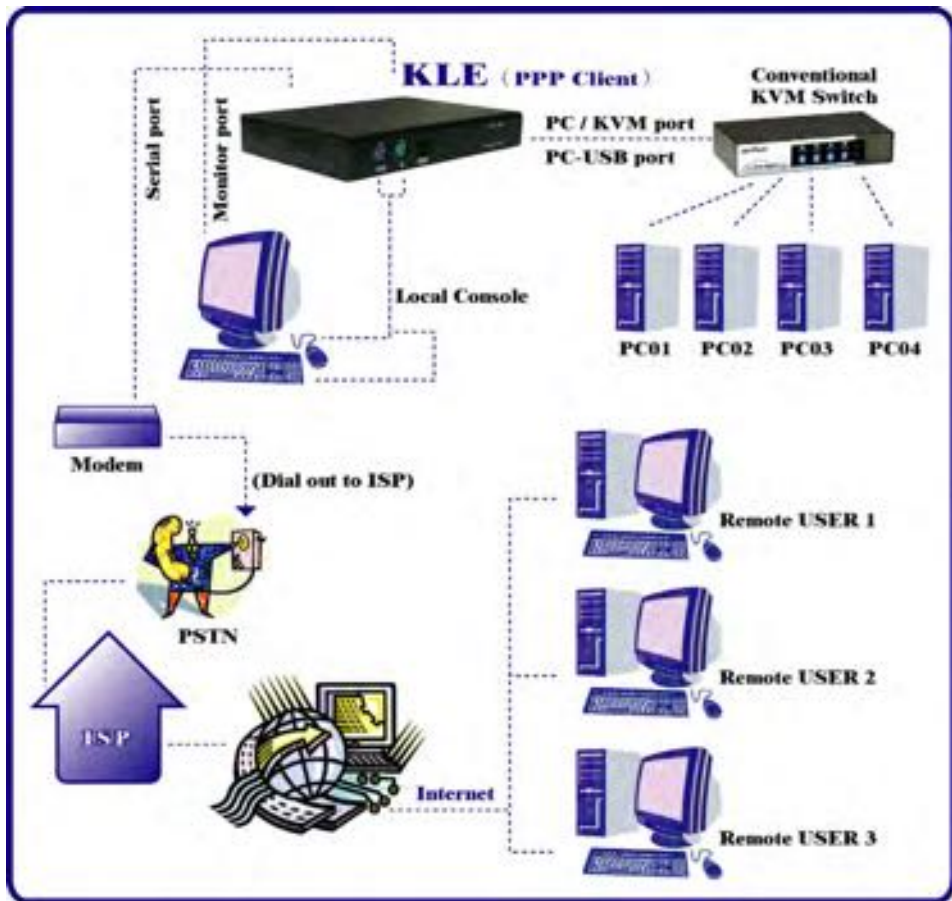 KLE (PPP Client)
Conventional
KVM Switch
Serial port
Monitor port
PC / KVM port
PC-USB port
Local Console
PC01
PC02
PC03
PC04
Modem
(Dial out to ISP)
Remote USER 1
PSTN
Remote USER 2
ISP
Internet
Remote USER 3